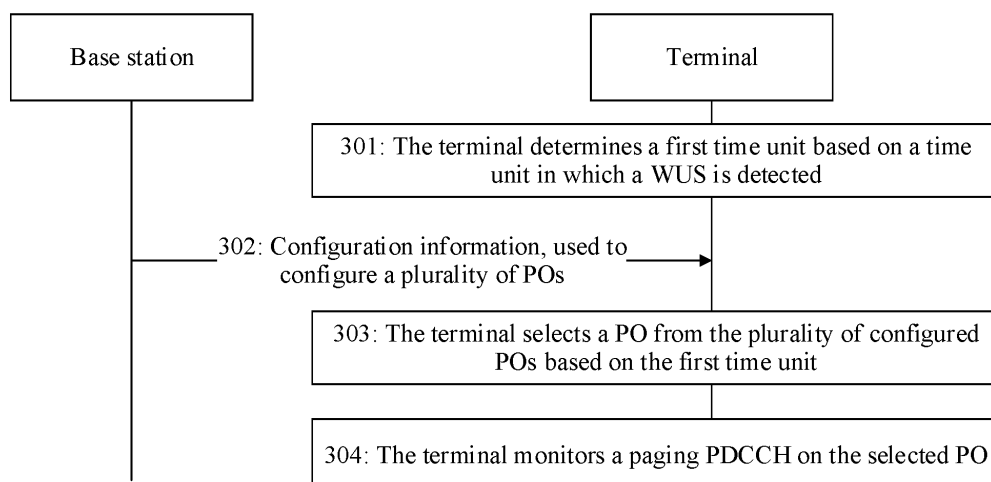 Base station
Terminal
301: The terminal determines a first time unit based on a time
unit in which a WUS is detected
302: Configuration information, used to
configure a plurality of POs
303: The terminal selects a PO from the plurality of configured
POs based on the first time unit
304: The terminal monitors a paging PDCCH on the selected PO